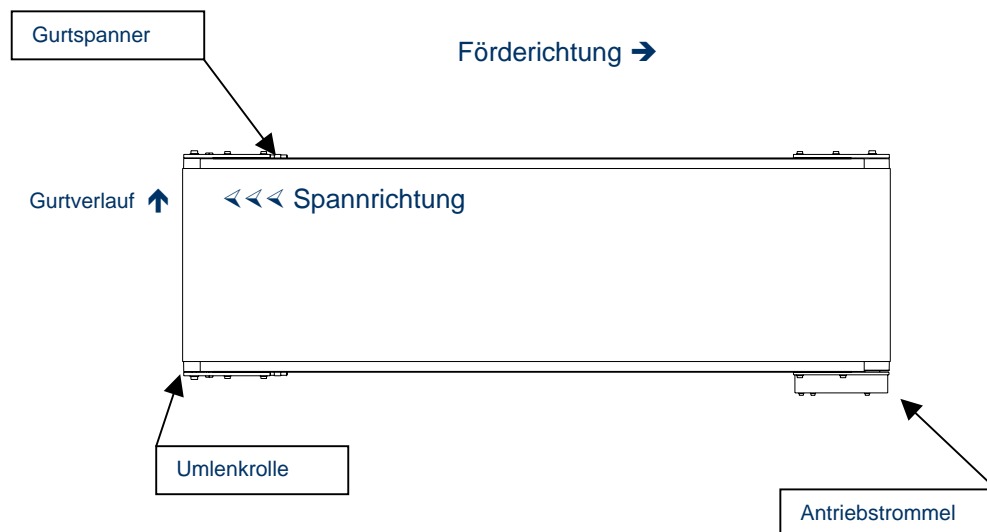 Gurtspanner
Förderichtung →
Gurtverlauf ↑
Spannrichtung
Umlenkrolle
Antriebstrommel